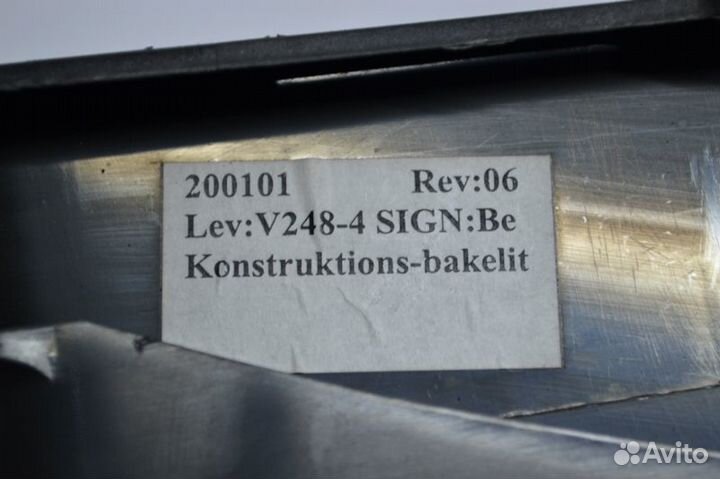 200101 Rev:06
Lev:V248-4 SIGN:Be
Konstruktions-bakelit
Avito